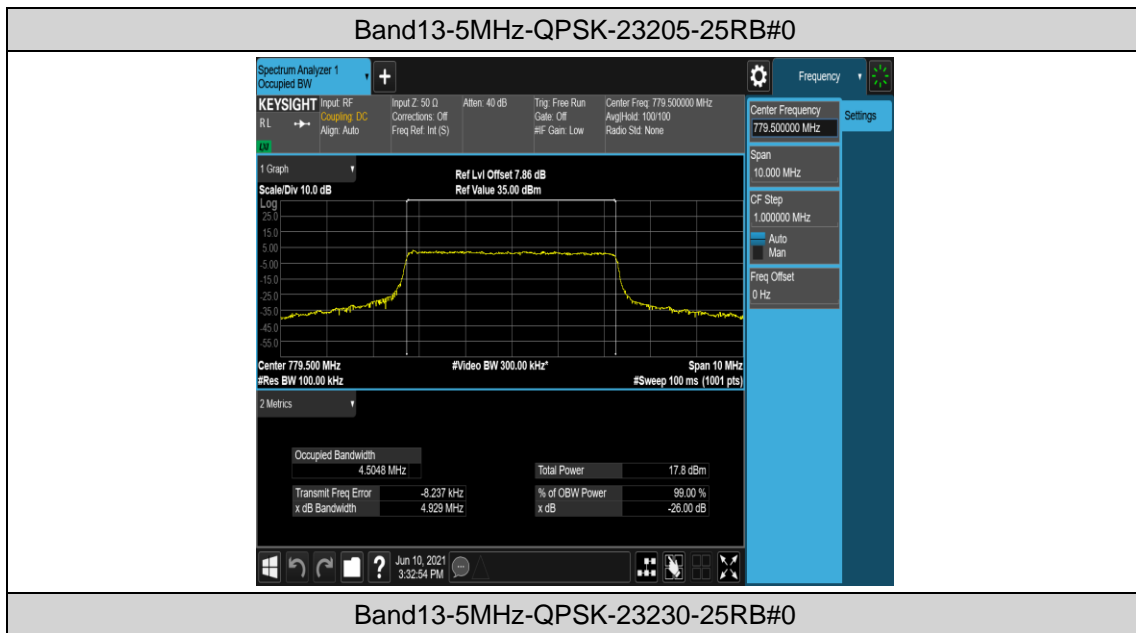 Band13-5MHz-QPSK-23205-25RB#0
Spectrum Analyzer 1
Occupied BW
Frequency
KEYSIGHT
RL
LXI
Input: RF
Coupling: DC
Align: Auto
Input Z: 50 Ω
Corrections: Off
Freq Ref: Int (S)
Atten: 40 dB
Trig: Free Run
Gate: Off
#IF Gain: Low
Center Freq: 779.500000 MHz
Avg|Hold: 100/100
Radio Std: None
Center Frequency
779.500000 MHz
Settings
Span
10.000 MHz
CF Step
1.000000 MHz
Auto
Man
Freq Offset
0 Hz
1 Graph
Scale/Div 10.0 dB
Ref Lvl Offset 7.86 dB
Ref Value 35.00 dBm
Log
25.0
15.0
5.00
-5.00
-15.0
-25.0
-35.0
-45.0
-55.0
Center 779.500 MHz
#Video BW 300.00 kHz*
Span 10 MHz
#Res BW 100.00 kHz
#Sweep 100 ms (1001 pts)
2 Metrics
Occupied Bandwidth
4.5048 MHz
Total Power 17.8 dBm
Transmit Freq Error -8.237 kHz
% of OBW Power 99.00 %
x dB Bandwidth 4.929 MHz
x dB -26.00 dB
?
Jun 10, 2021
3:32:54 PM
Band13-5MHz-QPSK-23230-25RB#0